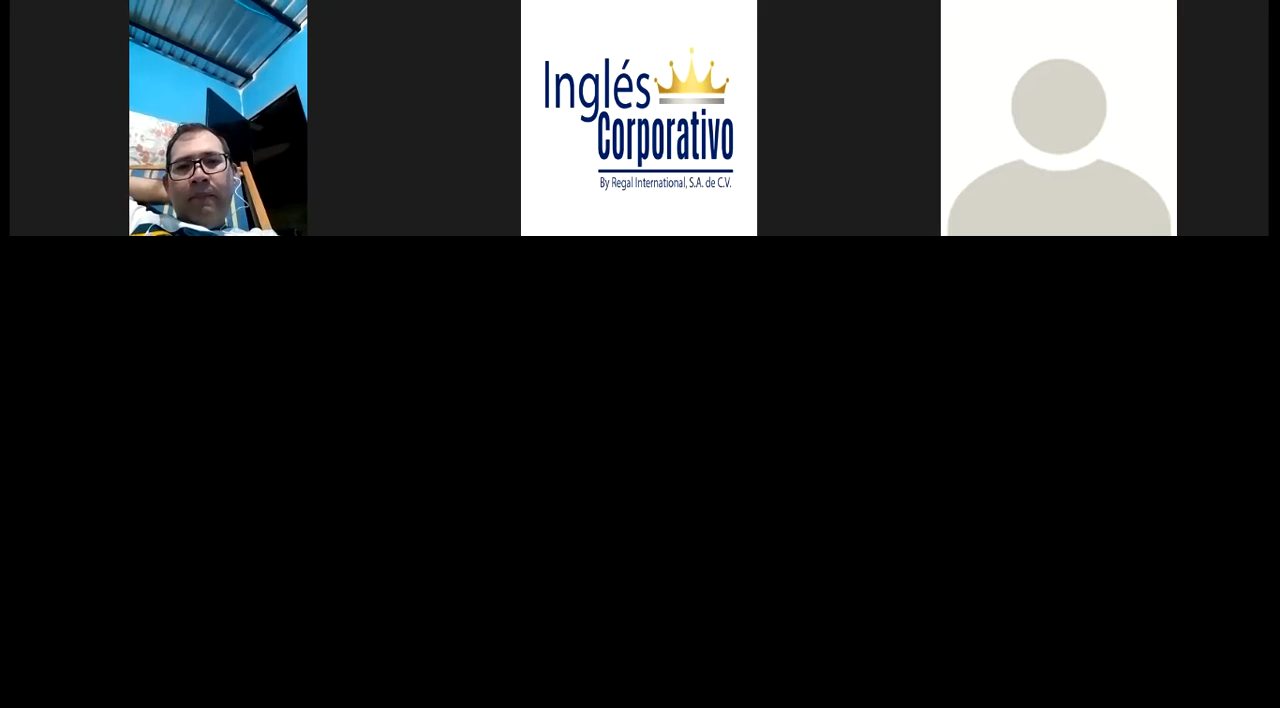 Inglés
Corporativo
By Regal International, S.A. de C.V.